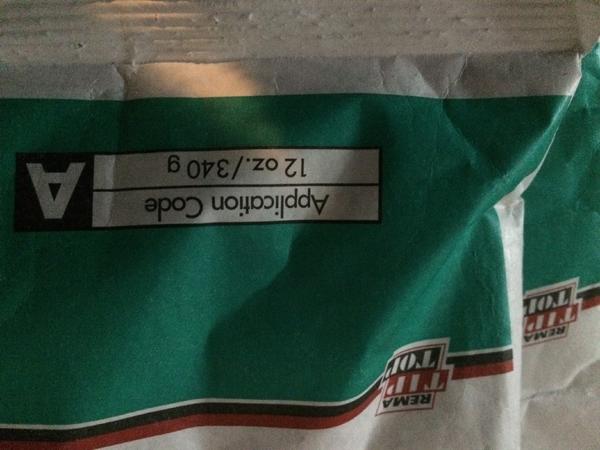 Application Code
12 oz./340 g
A
REMA
TIP
TOP
REMA
TIP
TOP